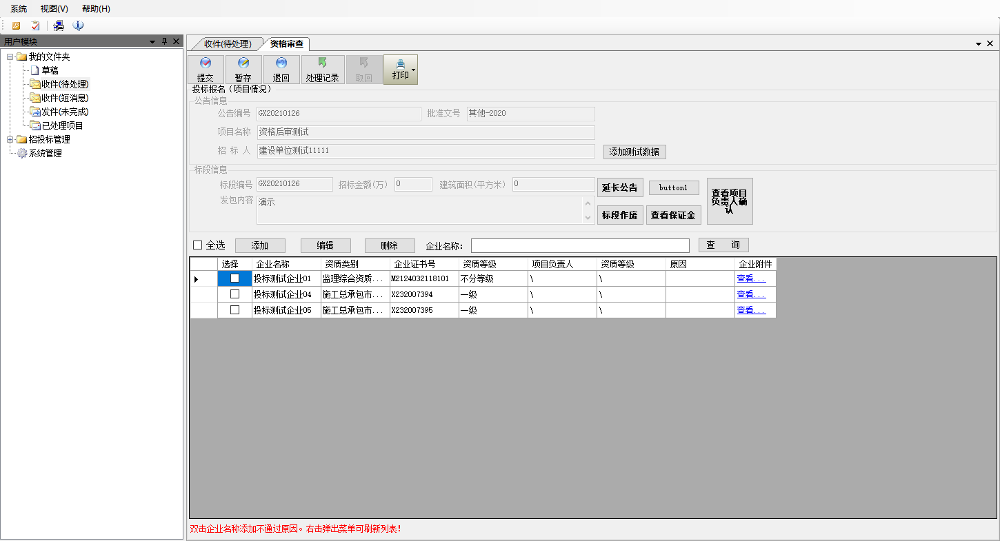 系统 视图(V) 帮助(H)
用户模块
我的文件夹
草稿
收件(待处理)
收件(短消息)
发件(未完成)
已处理项目
招投标管理
系统管理
收件(待处理) 资格审查
提交 暂存 退回 处理记录 取回 打印
投标报名（项目情况）
公告信息
公告编号 GX20210126 批准文号 其他-2020
项目名称 资格后审测试
招 标 人 建设单位测试11111 添加测试数据
标段信息
标段编号 GX20210126 招标金额(万) 0 建筑面积(平方米) 0
发包内容 演示
延长公告 button1
标段作废 查看保证金
查看项目
负责人确
认
全选 添加 编辑 删除 企业名称： 查 询
选择 企业名称 资质类别 企业证书号 资质等级 项目负责人 资质等级 原因 企业附件
投标测试企业01 监理综合资质... M2124032118101 不分等级 \ \ 查看...
投标测试企业04 施工总承包市... X232007394 一级 \ \ 查看...
投标测试企业05 施工总承包市... X232007395 一级 \ \ 查看...
双击企业名称添加不通过原因。右击弹出菜单可刷新列表！